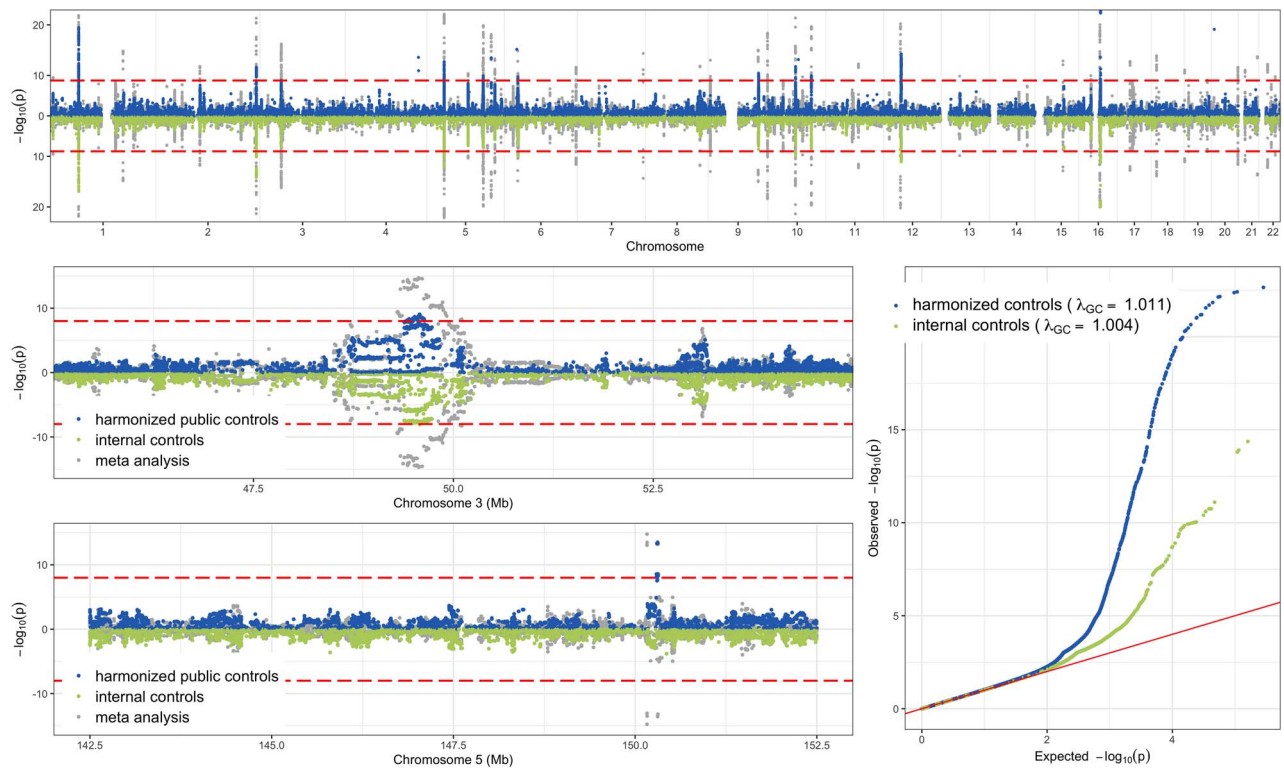 −log₁₀(p)
20
10
0
10
20
1 2 3 4 5 6 7 8 9 10 11 12 13 14 15 16 17 18 19 20 21 22
Chromosome
−log₁₀(p)
10
0
-10
harmonized public controls
internal controls
meta analysis
47.5 50.0 52.5
Chromosome 3 (Mb)
−log₁₀(p)
10
0
-10
harmonized public controls
internal controls
meta analysis
142.5 145.0 147.5 150.0 152.5
Chromosome 5 (Mb)
harmonized controls ( λGC = 1.011)
internal controls ( λGC = 1.004)
Observed −log₁₀(p)
15
10
5
0
0 2 4
Expected −log₁₀(p)